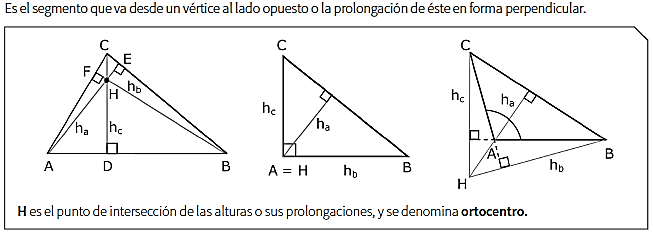 Es el segmento que va desde un vértice al lado opuesto o la prolongación de éste en forma perpendicular.
C
E
F
H
h_b
h_a
h_c
A
D
B
C
h_c
h_a
A = H
h_b
B
C
h_c
h_a
A
B
h_b
H
H es el punto de intersección de las alturas o sus prolongaciones, y se denomina ortocentro.